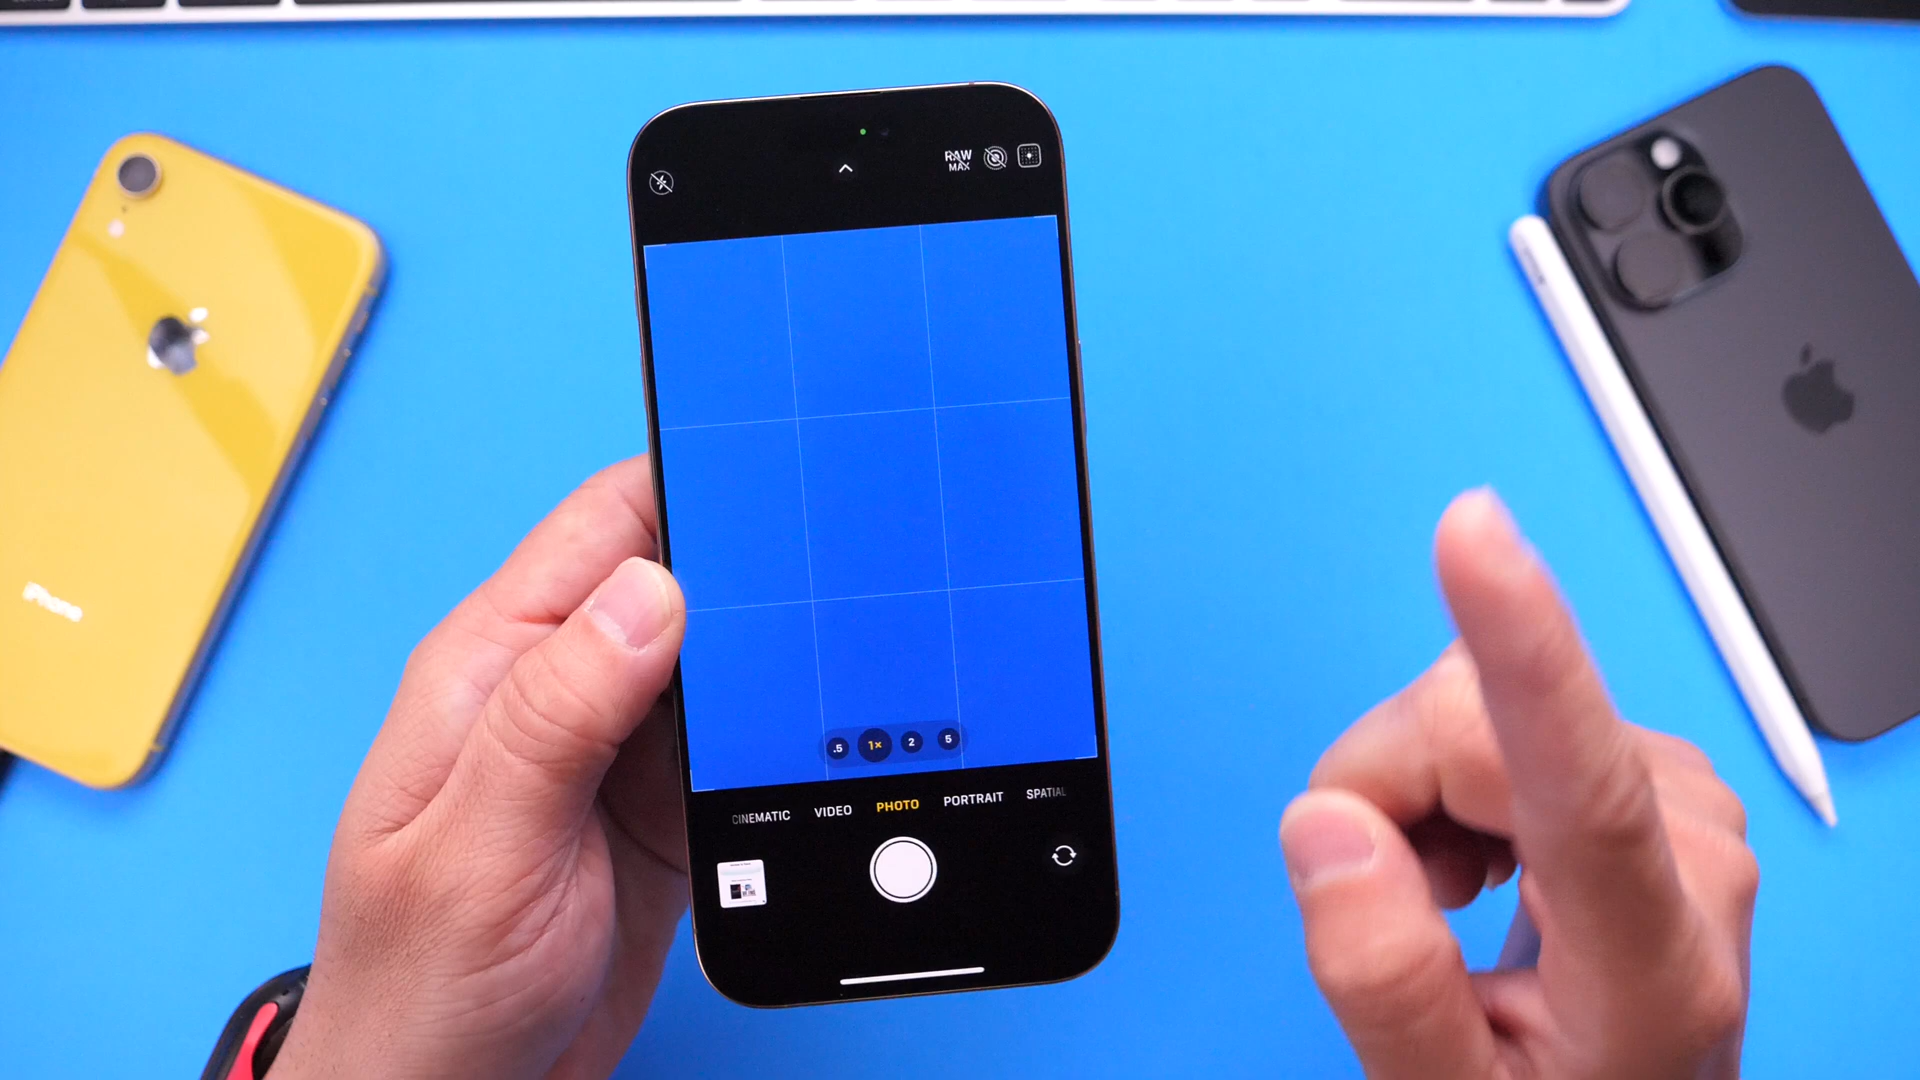 RAW
MAX
.5 1× 2 5
CINEMATIC VIDEO PHOTO PORTRAIT SPATIAL
iPhone